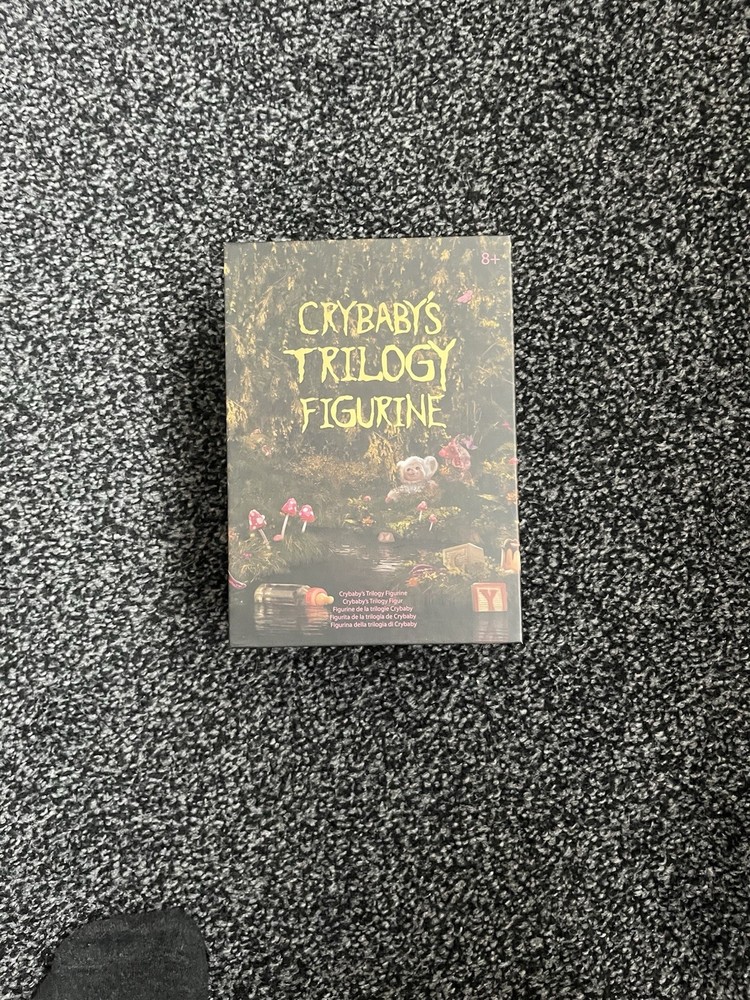 8+
CRYBABY'S
TRILOGY
FIGURINE
Crybaby's Trilogy Figurine
Crybaby's Trilogy Figur
Figurine de la trilogie Crybaby
Figurita de la trilogía de Crybaby
Figurina della trilogia di Crybaby
Y